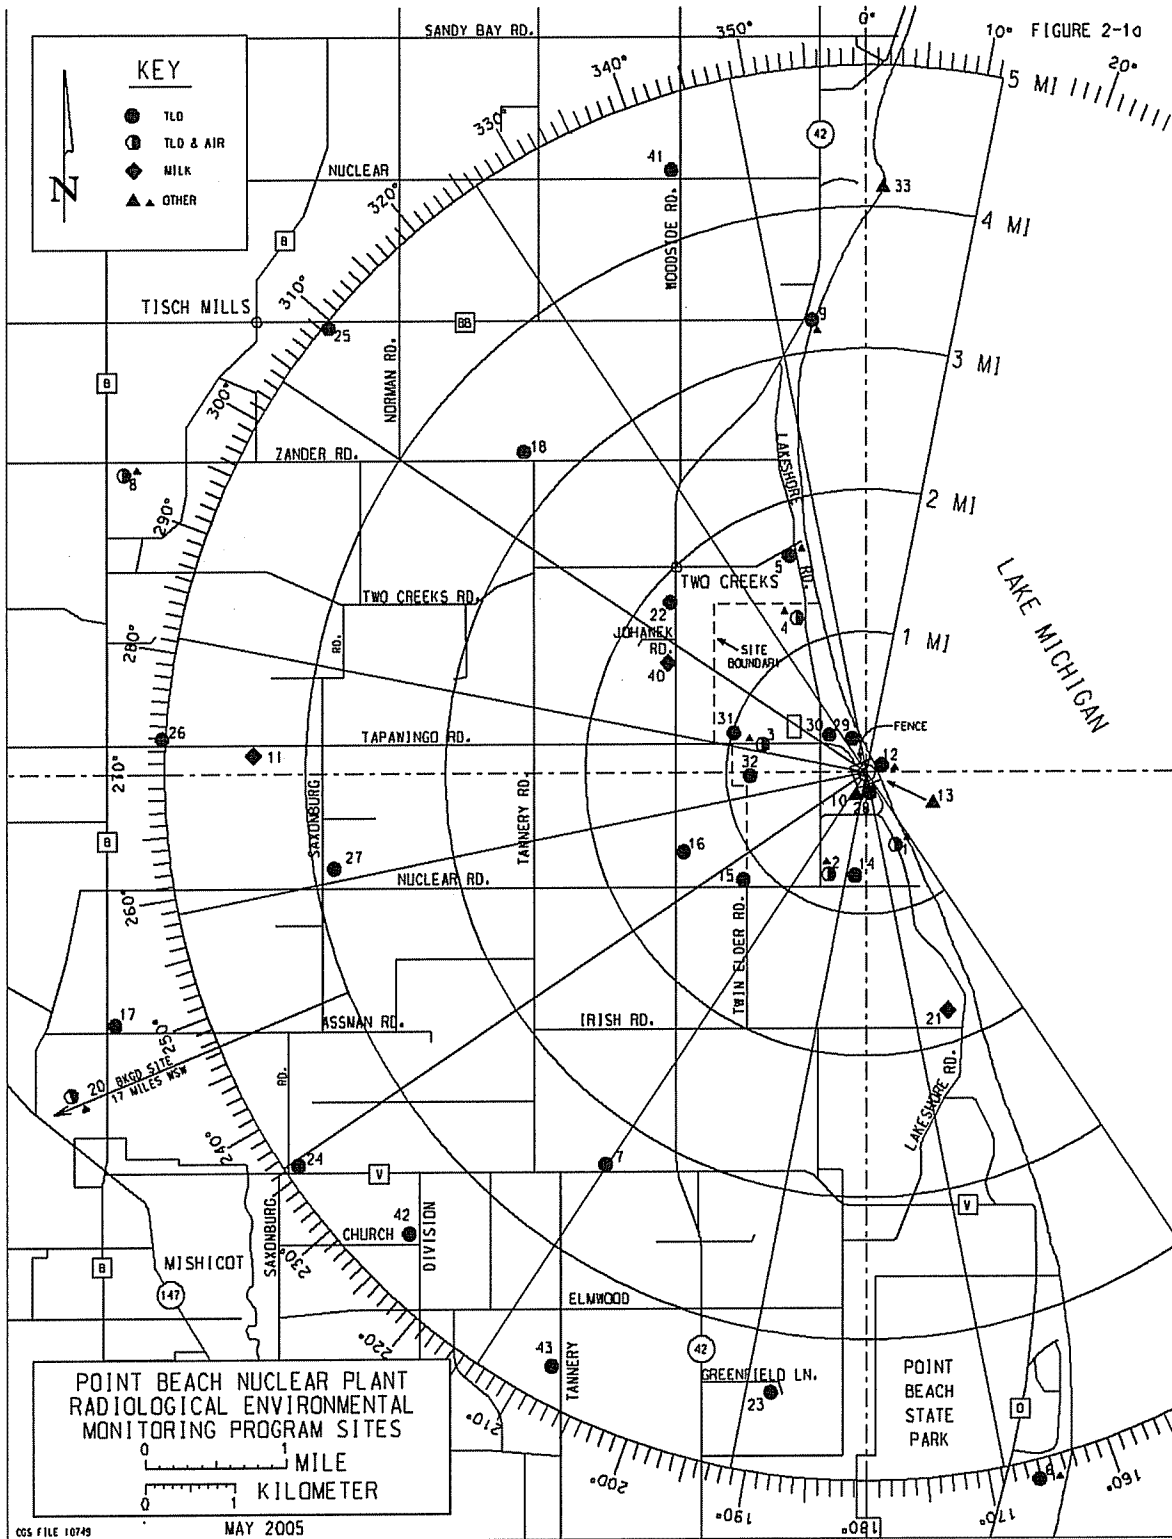 SANDY BAY RD.
0°
350°
10°
FIGURE 2-1a
20°
340°
5 MI
KEY
TLD
TLD & AIR
MILK
OTHER
N
330°
42
NUCLEAR
41
33
320°
4 MI
B
WOODSIDE RD.
310°
TISCH MILLS
BB
9
25
3 MI
B
NORMAN RD.
300°
18
ZANDER RD.
LAKESHORE RD.
8
2 MI
290°
5
TWO CREEKS
TWO CREEKS RD.
LAKE MICHIGAN
22
4
1 MI
280°
RD.
JOHANEK RD.
SITE
40
31
30
29
FENCE
26
TAPAWINGO RD.
3
11
32
12
270°
13
10
SAXONBURG
TANNERY RD.
B
16
1
27
2
14
NUCLEAR RD.
15
260°
TWIN ELDER RD.
17
250°
ASSMAN RD.
IRISH RD.
21
20
BKGD SITE
17 MILES WSW
RD.
LAKESHORE RD.
240°
24
7
V
V
42
CHURCH
DIVISION
230°
B
MISHICOT
SAXONBURG
147
ELMWOOD
220°
43
TANNERY
42
GREENFIELD LN.
23
POINT
BEACH
STATE
PARK
210°
O
POINT BEACH NUCLEAR PLANT
RADIOLOGICAL ENVIRONMENTAL
MONITORING PROGRAM SITES
0 1
MILE
0 1
KILOMETER
200°
190°
180°
170°
160°
CGS FILE 10749
MAY 2005